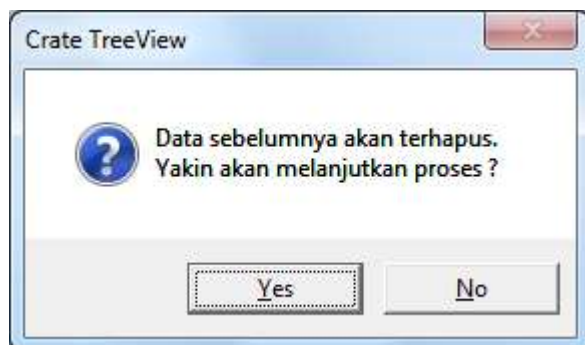 Crate TreeView
Data sebelumnya akan terhapus.
Yakin akan melanjutkan proses ?
Yes
No